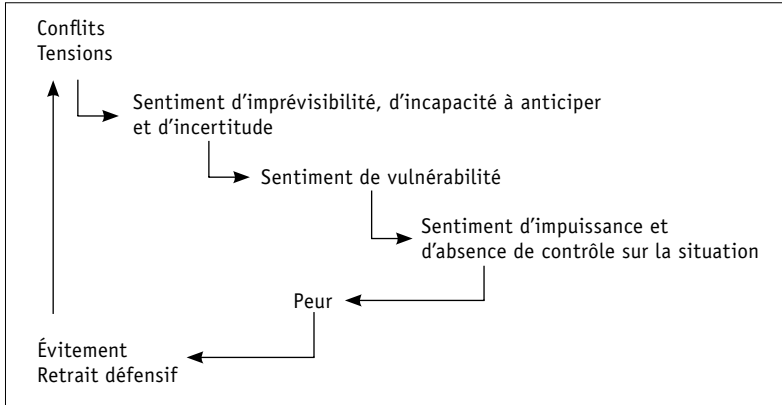 Conflits
Tensions
Sentiment d'imprévisibilité, d'incapacité à anticiper
et d'incertitude
Sentiment de vulnérabilité
Sentiment d'impuissance et
d'absence de contrôle sur la situation
Peur
Évitement
Retrait défensif